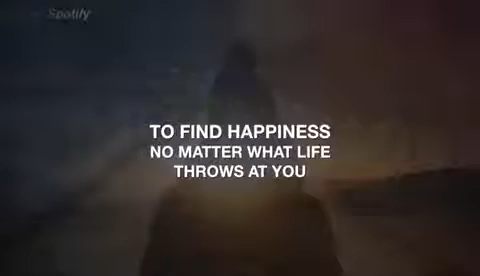 Spotify
TO FIND HAPPINESS
NO MATTER WHAT LIFE
THROWS AT YOU